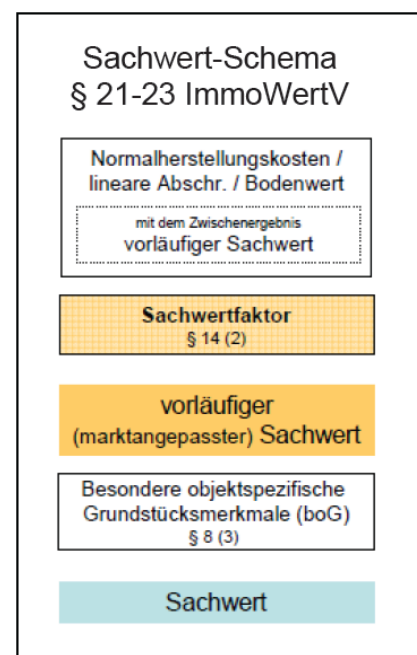 Sachwert-Schema
§ 21-23 ImmoWertV
Normalherstellungskosten /
lineare Abschr. / Bodenwert
mit dem Zwischenergebnis
vorläufiger Sachwert
Sachwertfaktor
§ 14 (2)
vorläufiger
(marktangepasster) Sachwert
Besondere objektspezifische
Grundstücksmerkmale (boG)
§ 8 (3)
Sachwert